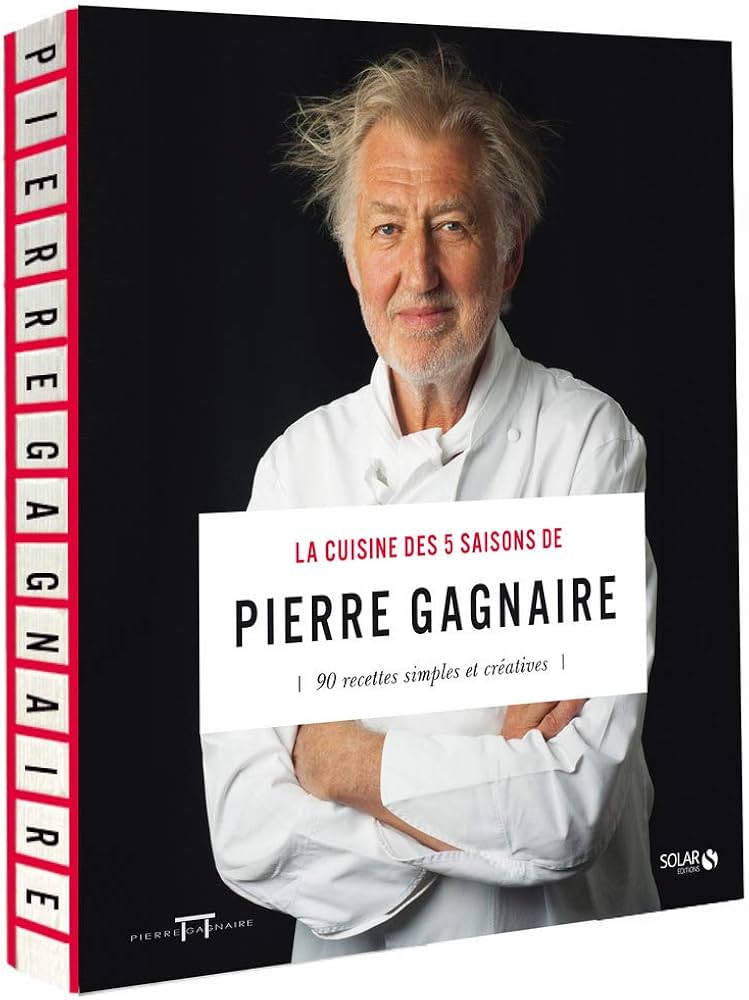 PIERRE GAGNAIRE
LA CUISINE DES 5 SAISONS DE
PIERRE GAGNAIRE
| 90 recettes simples et créatives |
PIERRE GAGNAIRE
SOLAR
EDITIONS